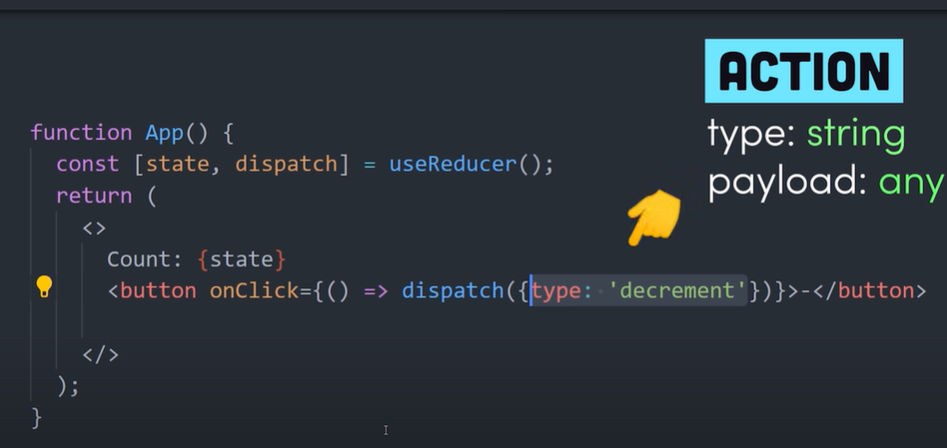 ACTION
type: string
payload: any
function App() {
const [state, dispatch] = useReducer();
return (
<>
Count: {state}
<button onClick={() => dispatch({type: 'decrement'})}>-</button>
</>
);
}